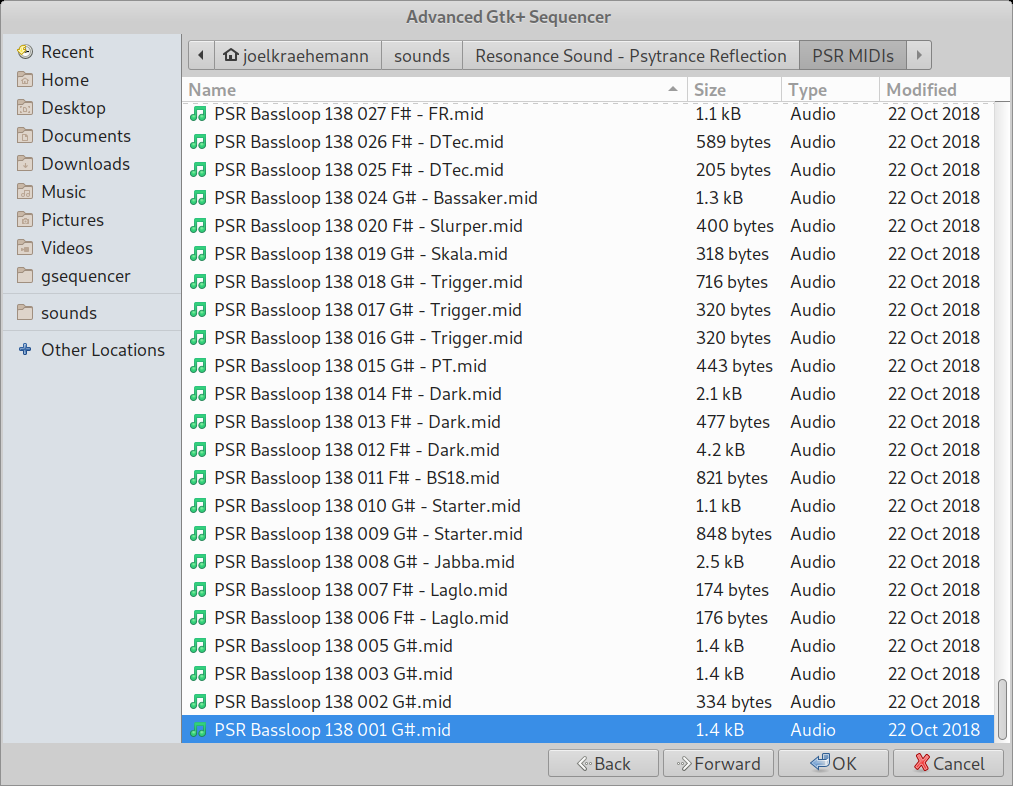 Advanced Gtk+ Sequencer
Recent
Home
Desktop
Documents
Downloads
Music
Pictures
Videos
gsequencer
sounds
Other Locations
joelkraehemann sounds Resonance Sound - Psytrance Reflection PSR MIDIs
Name Size Type Modified
PSR Bassloop 138 027 F# - FR.mid 1.1 kB Audio 22 Oct 2018
PSR Bassloop 138 026 F# - DTec.mid 589 bytes Audio 22 Oct 2018
PSR Bassloop 138 025 F# - DTec.mid 205 bytes Audio 22 Oct 2018
PSR Bassloop 138 024 G# - Bassaker.mid 1.3 kB Audio 22 Oct 2018
PSR Bassloop 138 020 F# - Slurper.mid 400 bytes Audio 22 Oct 2018
PSR Bassloop 138 019 G# - Skala.mid 318 bytes Audio 22 Oct 2018
PSR Bassloop 138 018 G# - Trigger.mid 716 bytes Audio 22 Oct 2018
PSR Bassloop 138 017 G# - Trigger.mid 320 bytes Audio 22 Oct 2018
PSR Bassloop 138 016 G# - Trigger.mid 320 bytes Audio 22 Oct 2018
PSR Bassloop 138 015 G# - PT.mid 443 bytes Audio 22 Oct 2018
PSR Bassloop 138 014 F# - Dark.mid 2.1 kB Audio 22 Oct 2018
PSR Bassloop 138 013 F# - Dark.mid 477 bytes Audio 22 Oct 2018
PSR Bassloop 138 012 F# - Dark.mid 4.2 kB Audio 22 Oct 2018
PSR Bassloop 138 011 F# - BS18.mid 821 bytes Audio 22 Oct 2018
PSR Bassloop 138 010 G# - Starter.mid 1.1 kB Audio 22 Oct 2018
PSR Bassloop 138 009 G# - Starter.mid 848 bytes Audio 22 Oct 2018
PSR Bassloop 138 008 G# - Jabba.mid 2.5 kB Audio 22 Oct 2018
PSR Bassloop 138 007 F# - Laglo.mid 174 bytes Audio 22 Oct 2018
PSR Bassloop 138 006 F# - Laglo.mid 176 bytes Audio 22 Oct 2018
PSR Bassloop 138 005 G#.mid 1.4 kB Audio 22 Oct 2018
PSR Bassloop 138 003 G#.mid 1.4 kB Audio 22 Oct 2018
PSR Bassloop 138 002 G#.mid 334 bytes Audio 22 Oct 2018
PSR Bassloop 138 001 G#.mid 1.4 kB Audio 22 Oct 2018
Back Forward OK Cancel